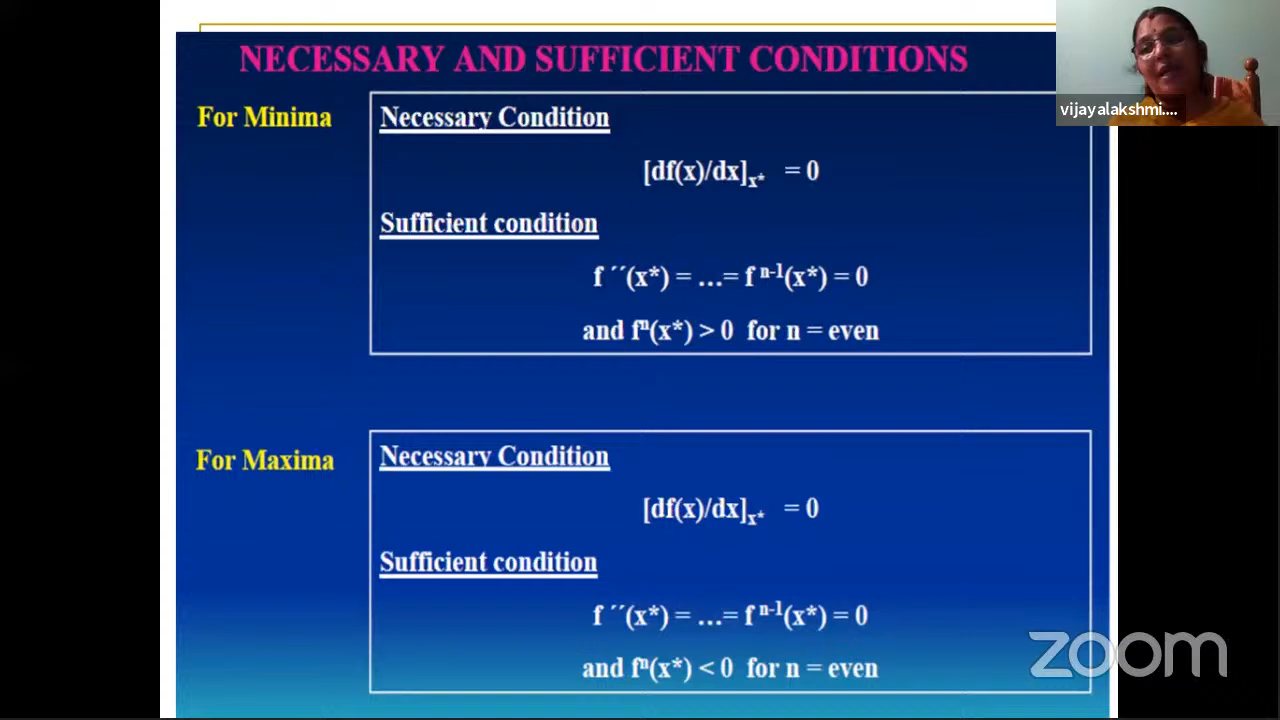 NECESSARY AND SUFFICIENT CONDITIONS
vijayalakshmi....
For Minima
Necessary Condition
[df(x)/dx]x* = 0
Sufficient condition
f ´´(x*) = …= f n-1(x*) = 0
and fn(x*) > 0 for n = even
For Maxima
Necessary Condition
[df(x)/dx]x* = 0
Sufficient condition
f ´´(x*) = …= f n-1(x*) = 0
and fn(x*) < 0 for n = even
zoom